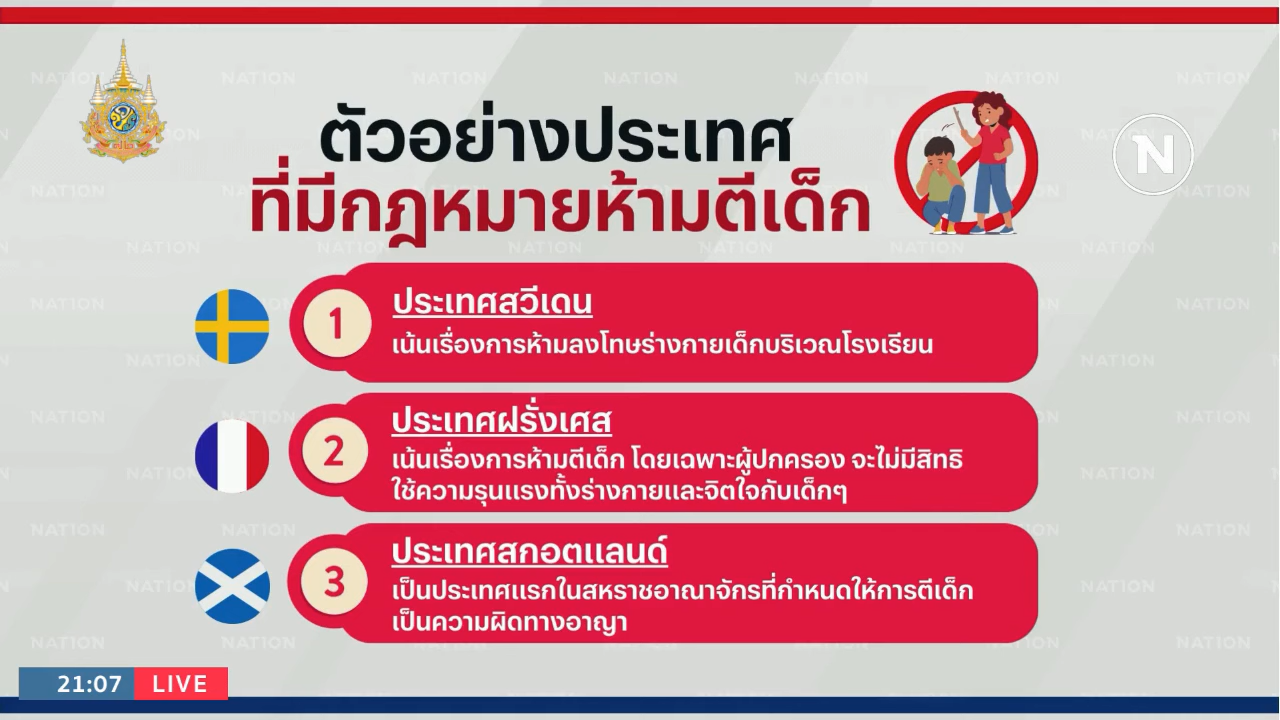 ตัวอย่างประเทศ
ที่มีกฎหมายห้ามตีเด็ก
N
1
ประเทศสวีเดน
เน้นเรื่องการห้ามลงโทษร่างกายเด็กบริเวณโรงเรียน
2
ประเทศฝรั่งเศส
เน้นเรื่องการห้ามตีเด็ก โดยเฉพาะผู้ปกครอง จะไม่มีสิทธิ
ใช้ความรุนแรงทั้งร่างกายและจิตใจกับเด็กๆ
3
ประเทศสกอตแลนด์
เป็นประเทศแรกในสหราชอาณาจักรที่กำหนดให้การตีเด็ก
เป็นความผิดทางอาญา
21:07 LIVE
NATION